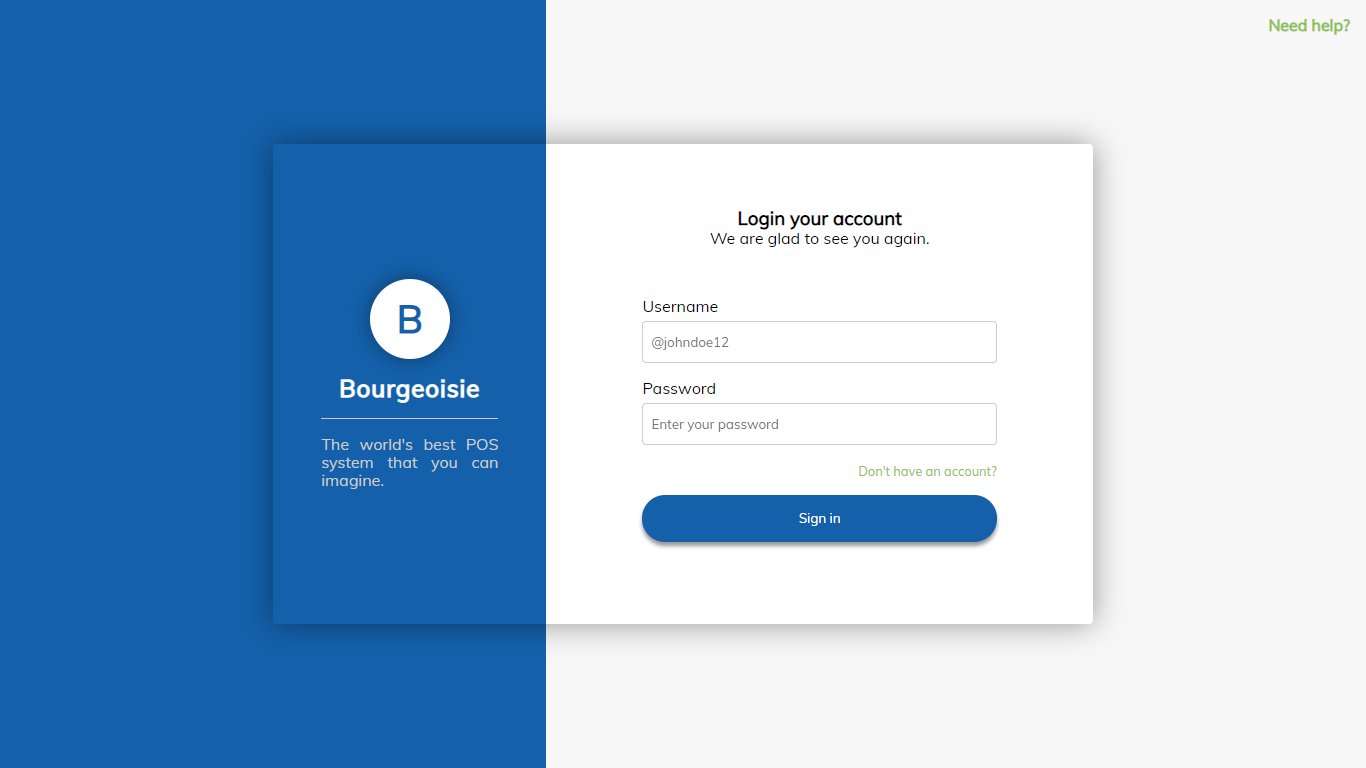 Need help?
B
Bourgeoisie
The world's best POS
system that you can
imagine.
Login your account
We are glad to see you again.
Username
@johndoe12
Password
Enter your password
Don't have an account?
Sign in